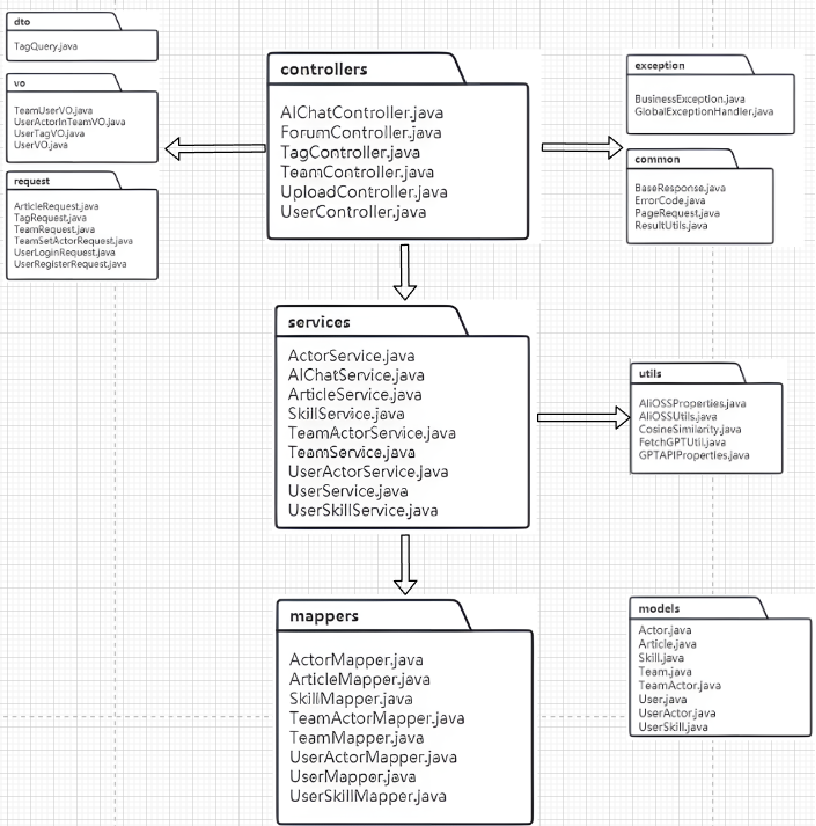 dto
TagQuery.java
vo
TeamUserVO.java
UserActorInTeamVO.java
UserTagVO.java
UserVO.java
request
ArticleRequest.java
TagRequest.java
TeamRequest.java
TeamSetActorRequest.java
UserLoginRequest.java
UserRegisterRequest.java
controllers
AIChatController.java
ForumController.java
TagController.java
TeamController.java
UploadController.java
UserController.java
exception
BusinessException.java
GlobalExceptionHandler.java
common
BaseResponse.java
ErrorCode.java
PageRequest.java
ResultUtils.java
services
ActorService.java
AIChatService.java
ArticleService.java
SkillService.java
TeamActorService.java
TeamService.java
UserActorService.java
UserService.java
UserSkillService.java
utils
AliOSSProperties.java
AliOSSUtils.java
CosineSimilarity.java
FetchGPTUtil.java
GPTAPIProperties.java
mappers
ActorMapper.java
ArticleMapper.java
SkillMapper.java
TeamActorMapper.java
TeamMapper.java
UserActorMapper.java
UserMapper.java
UserSkillMapper.java
models
Actor.java
Article.java
Skill.java
Team.java
TeamActor.java
User.java
UserActor.java
UserSkill.java